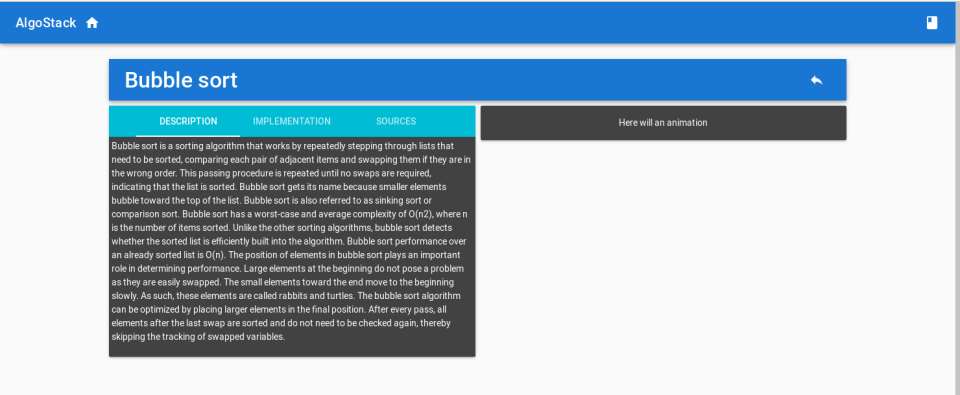 AlgoStack
Bubble sort
DESCRIPTION IMPLEMENTATION SOURCES
Bubble sort is a sorting algorithm that works by repeatedly stepping through lists that
need to be sorted, comparing each pair of adjacent items and swapping them if they are in
the wrong order. This passing procedure is repeated until no swaps are required,
indicating that the list is sorted. Bubble sort gets its name because smaller elements
bubble toward the top of the list. Bubble sort is also referred to as sinking sort or
comparison sort. Bubble sort has a worst-case and average complexity of O(n2), where n
is the number of items sorted. Unlike the other sorting algorithms, bubble sort detects
whether the sorted list is efficiently built into the algorithm. Bubble sort performance over
an already sorted list is O(n). The position of elements in bubble sort plays an important
role in determining performance. Large elements at the beginning do not pose a problem
as they are easily swapped. The small elements toward the end move to the beginning
slowly. As such, these elements are called rabbits and turtles. The bubble sort algorithm
can be optimized by placing larger elements in the final position. After every pass, all
elements after the last swap are sorted and do not need to be checked again, thereby
skipping the tracking of swapped variables.
Here will an animation